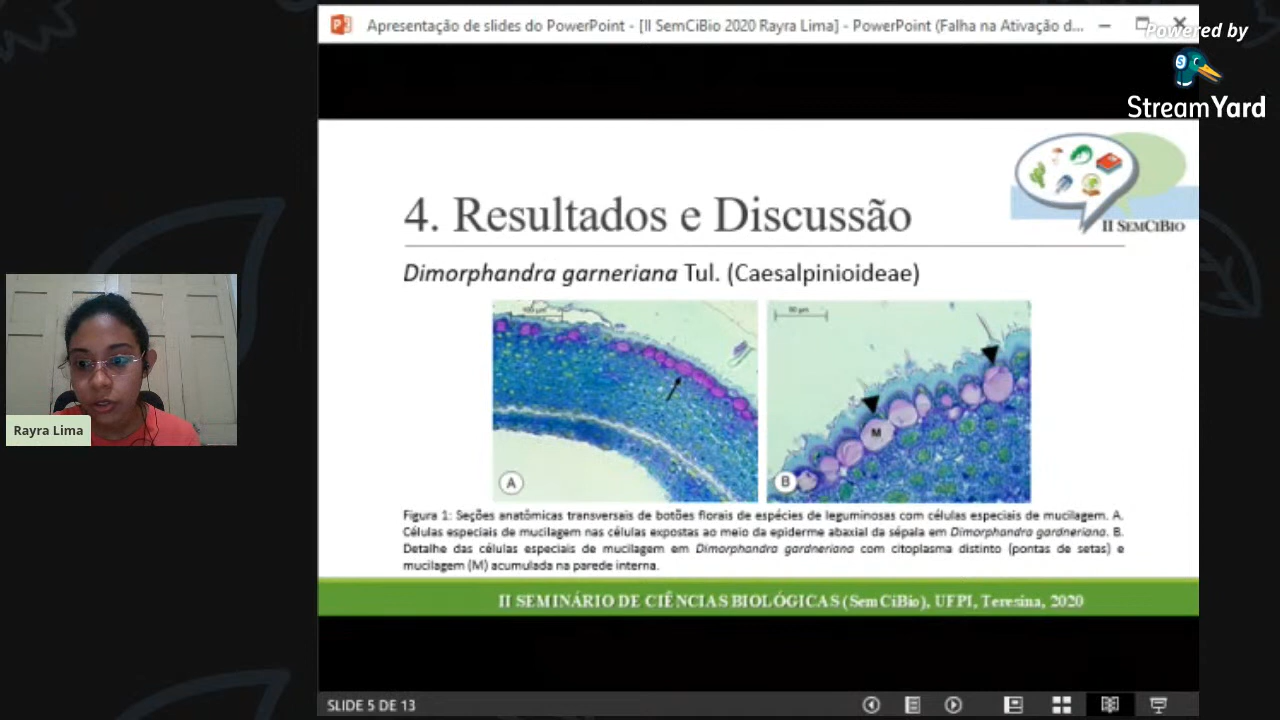 Apresentação de slides do PowerPoint - [II SemCiBio 2020 Rayra Lima] - PowerPoint (Falha na Ativação d...
Powered by
StreamYard
4. Resultados e Discussão
II SEMCIBIO
Dimorphandra garneriana Tul. (Caesalpinioideae)
100 µm
50 µm
M
A
B
Rayra Lima
Figura 1: Seções anatômicas transversais de botões florais de espécies de leguminosas com células especiais de mucilagem. A.
Células especiais de mucilagem nas células expostas ao meio da epiderme abaxial da sépala em Dimorphandra gardneriana. B.
Detalhe das células especiais de mucilagem em Dimorphandra gardneriana com citoplasma distinto (pontas de setas) e
mucilagem (M) acumulada na parede interna.
II SEMINÁRIO DE CIÊNCIAS BIOLÓGICAS (SemCiBio), UFPI, Teresina, 2020
SLIDE 5 DE 13